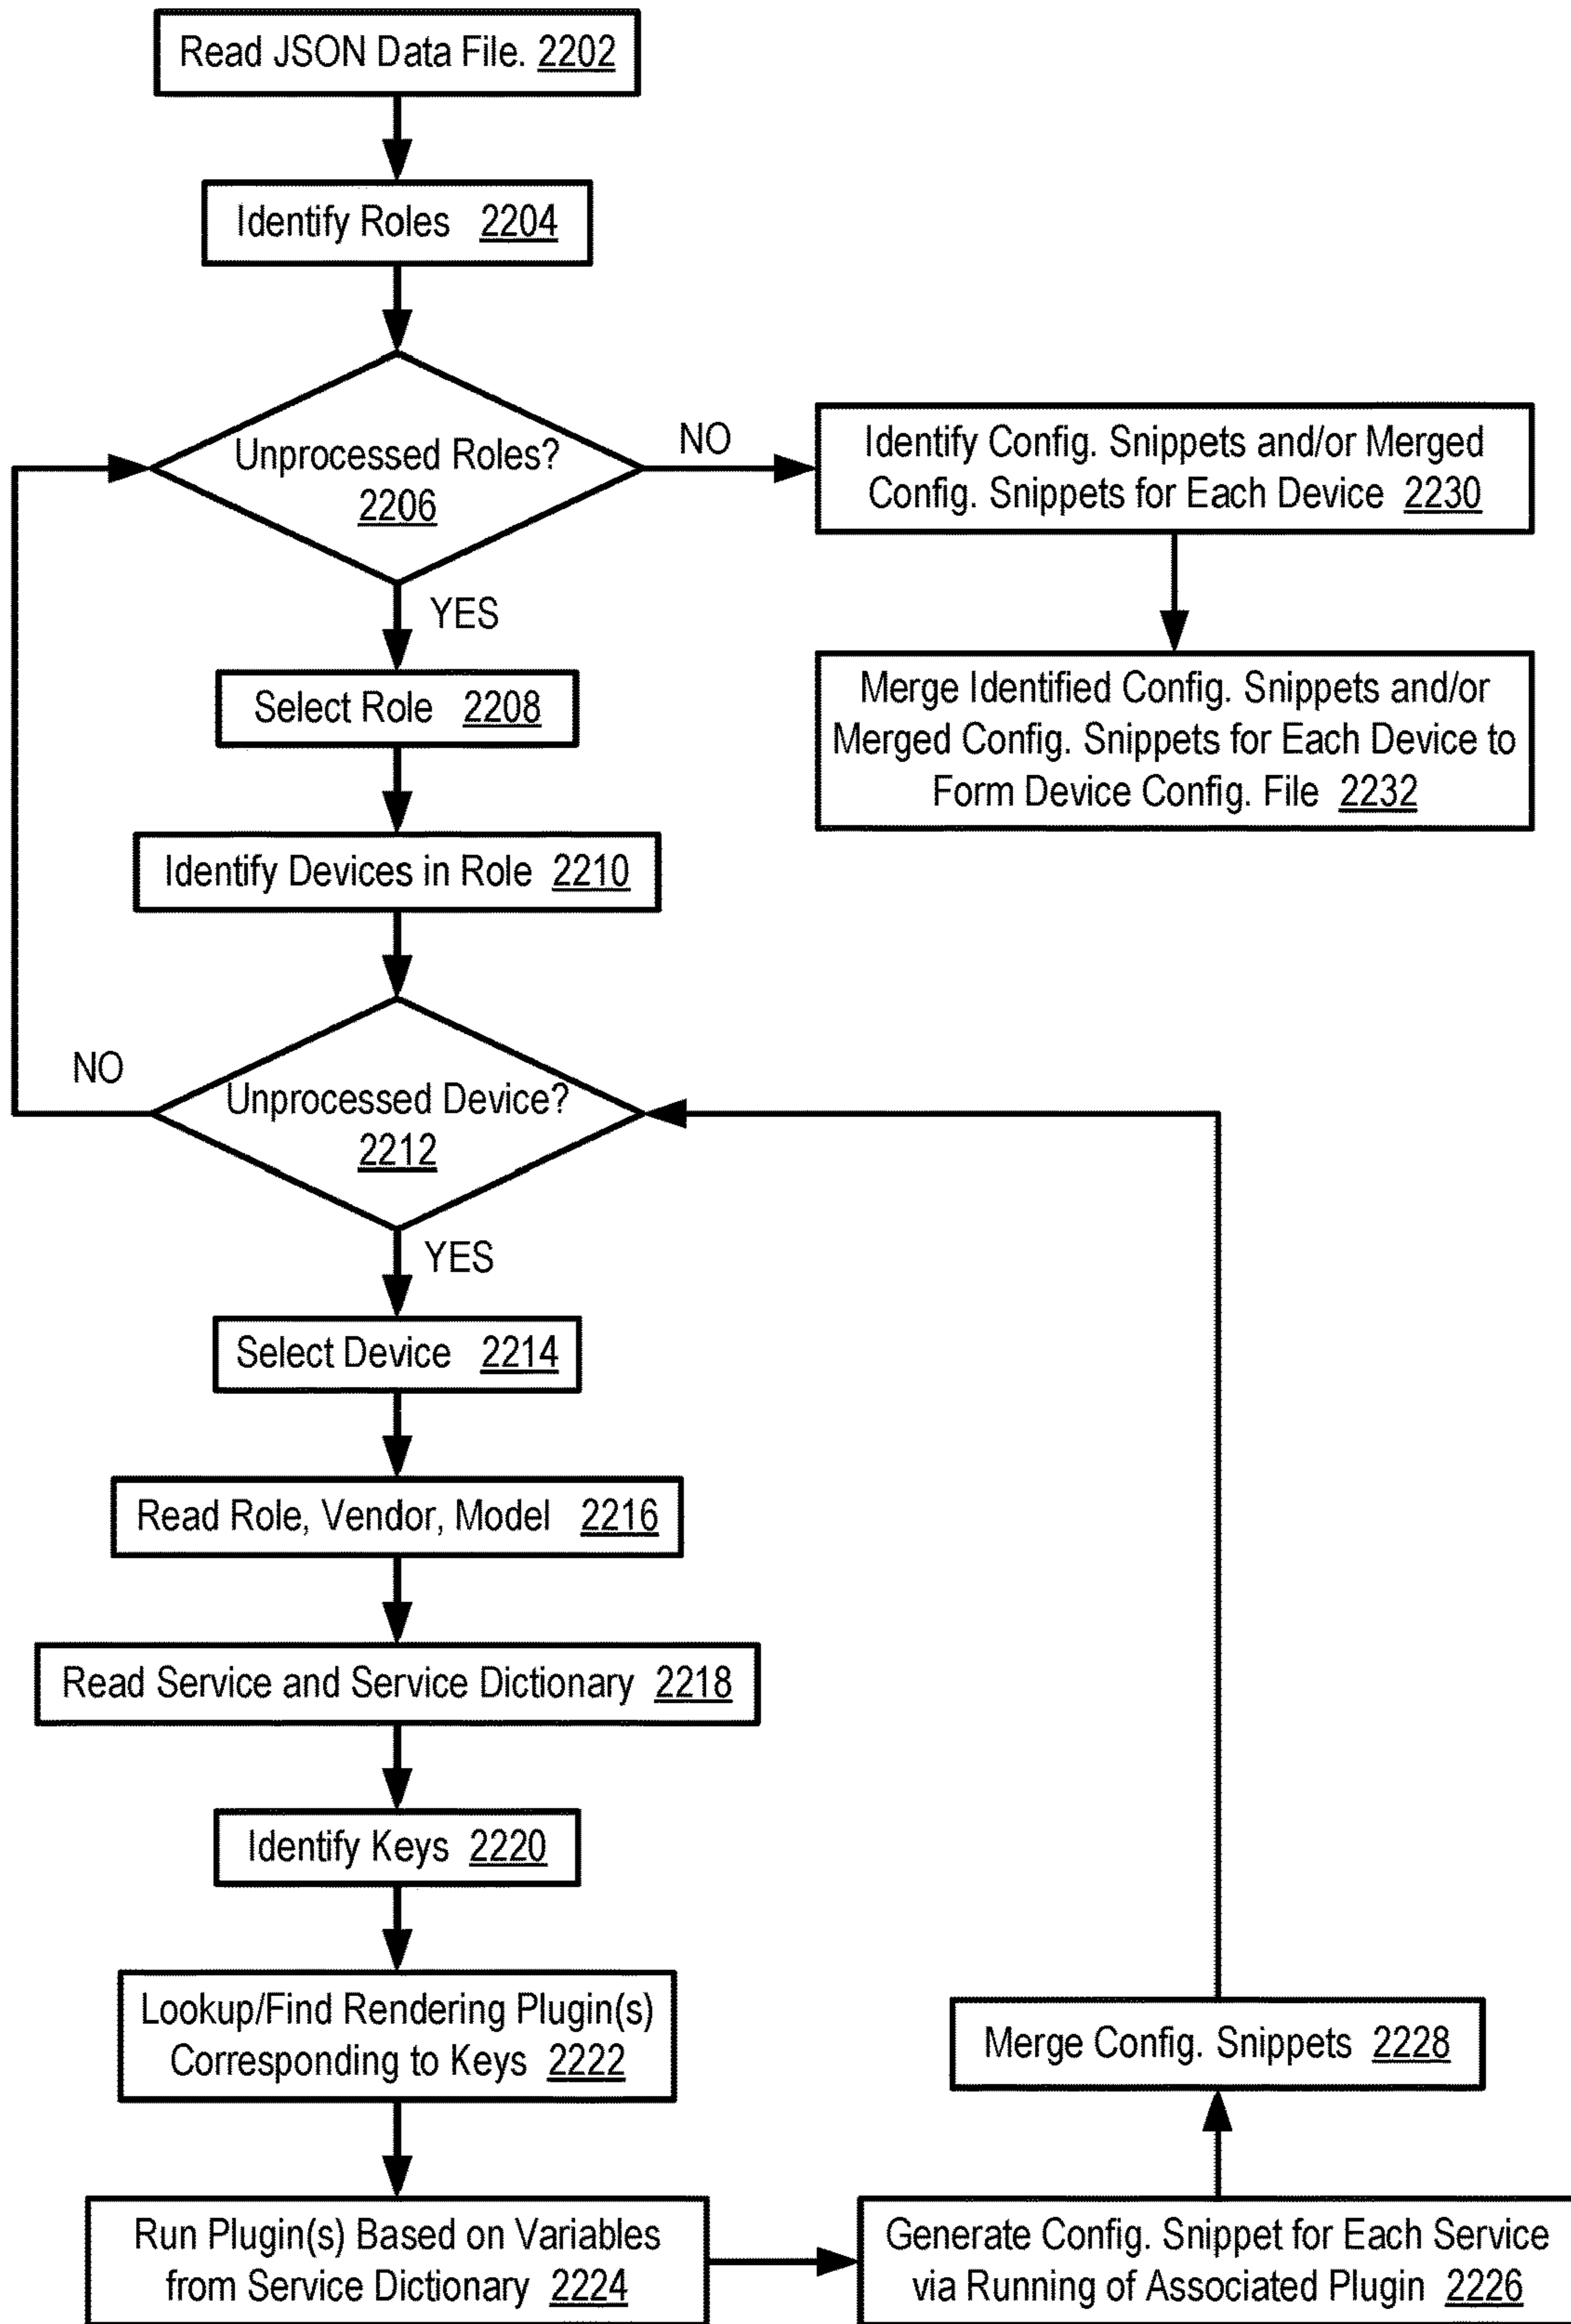 Read JSON Data File. 2202
Identify Roles 2204
Unprocessed Roles?
2206
NO
YES
Identify Config. Snippets and/or Merged
Config. Snippets for Each Device 2230
Merge Identified Config. Snippets and/or
Merged Config. Snippets for Each Device to
Form Device Config. File 2232
Select Role 2208
Identify Devices in Role 2210
Unprocessed Device?
2212
NO
YES
Select Device 2214
Read Role, Vendor, Model 2216
Read Service and Service Dictionary 2218
Identify Keys 2220
Lookup/Find Rendering Plugin(s)
Corresponding to Keys 2222
Run Plugin(s) Based on Variables
from Service Dictionary 2224
Generate Config. Snippet for Each Service
via Running of Associated Plugin 2226
Merge Config. Snippets 2228